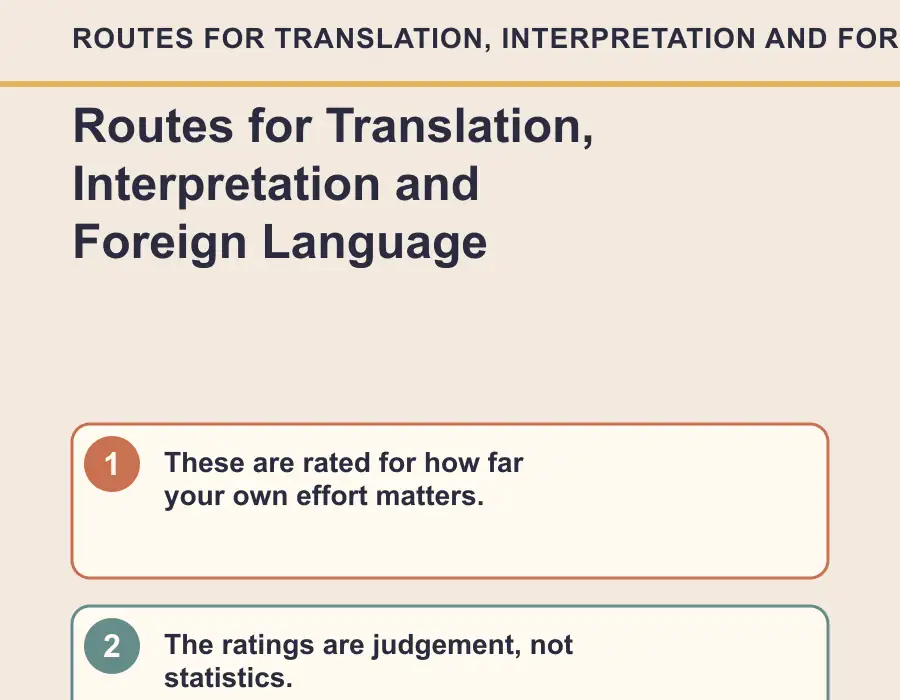 ROUTES FOR TRANSLATION, INTERPRETATION AND FOR
Routes for Translation,
Interpretation and
Foreign Language
1
These are rated for how far
your own effort matters.
2
The ratings are judgement, not
statistics.